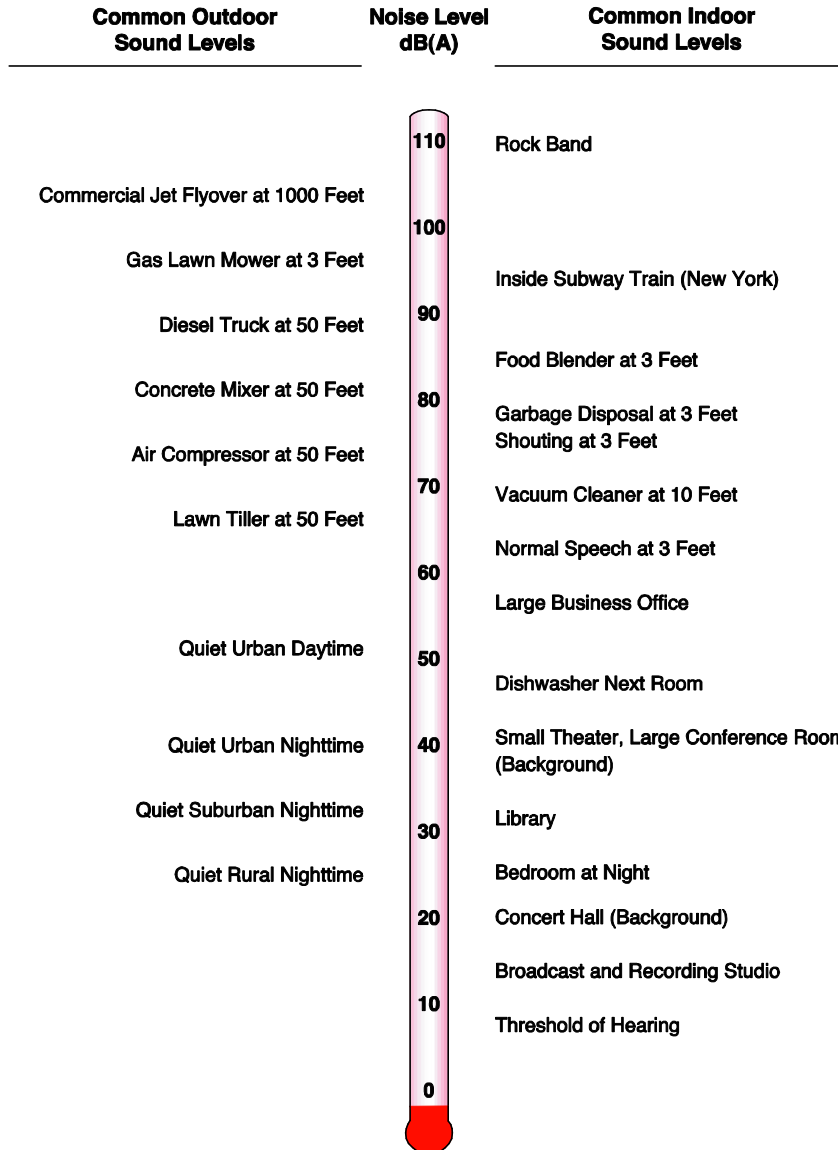 Common Outdoor
Sound Levels
Noise Level
dB(A)
Common Indoor
Sound Levels
110
Rock Band
Commercial Jet Flyover at 1000 Feet
100
Gas Lawn Mower at 3 Feet
Inside Subway Train (New York)
90
Diesel Truck at 50 Feet
Food Blender at 3 Feet
Concrete Mixer at 50 Feet
80
Garbage Disposal at 3 Feet
Shouting at 3 Feet
Air Compressor at 50 Feet
70
Vacuum Cleaner at 10 Feet
Lawn Tiller at 50 Feet
Normal Speech at 3 Feet
60
Large Business Office
Quiet Urban Daytime
50
Dishwasher Next Room
Quiet Urban Nighttime
40
Small Theater, Large Conference Room
(Background)
Quiet Suburban Nighttime
Library
30
Quiet Rural Nighttime
Bedroom at Night
20
Concert Hall (Background)
Broadcast and Recording Studio
10
Threshold of Hearing
0